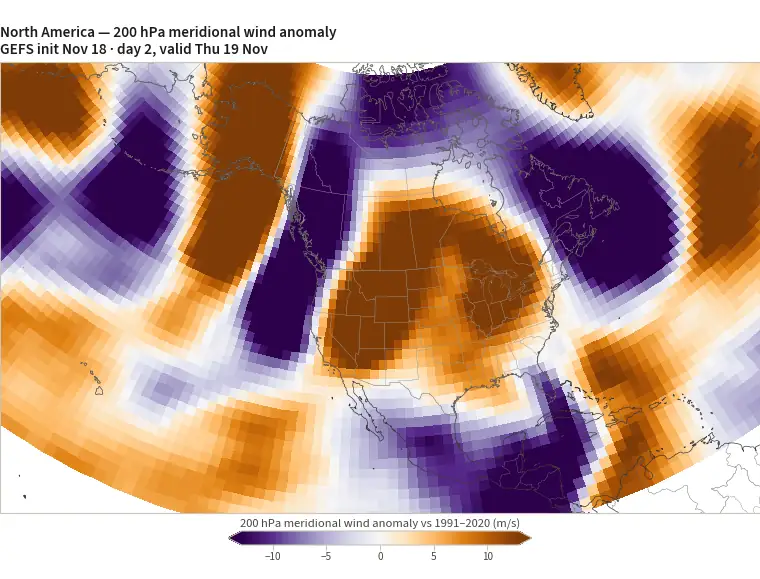 North America — 200 hPa meridional wind anomaly
GEFS init Nov 18 · day 2, valid Thu 19 Nov
200 hPa meridional wind anomaly vs 1991–2020 (m/s)
−10 −5 0 5 10